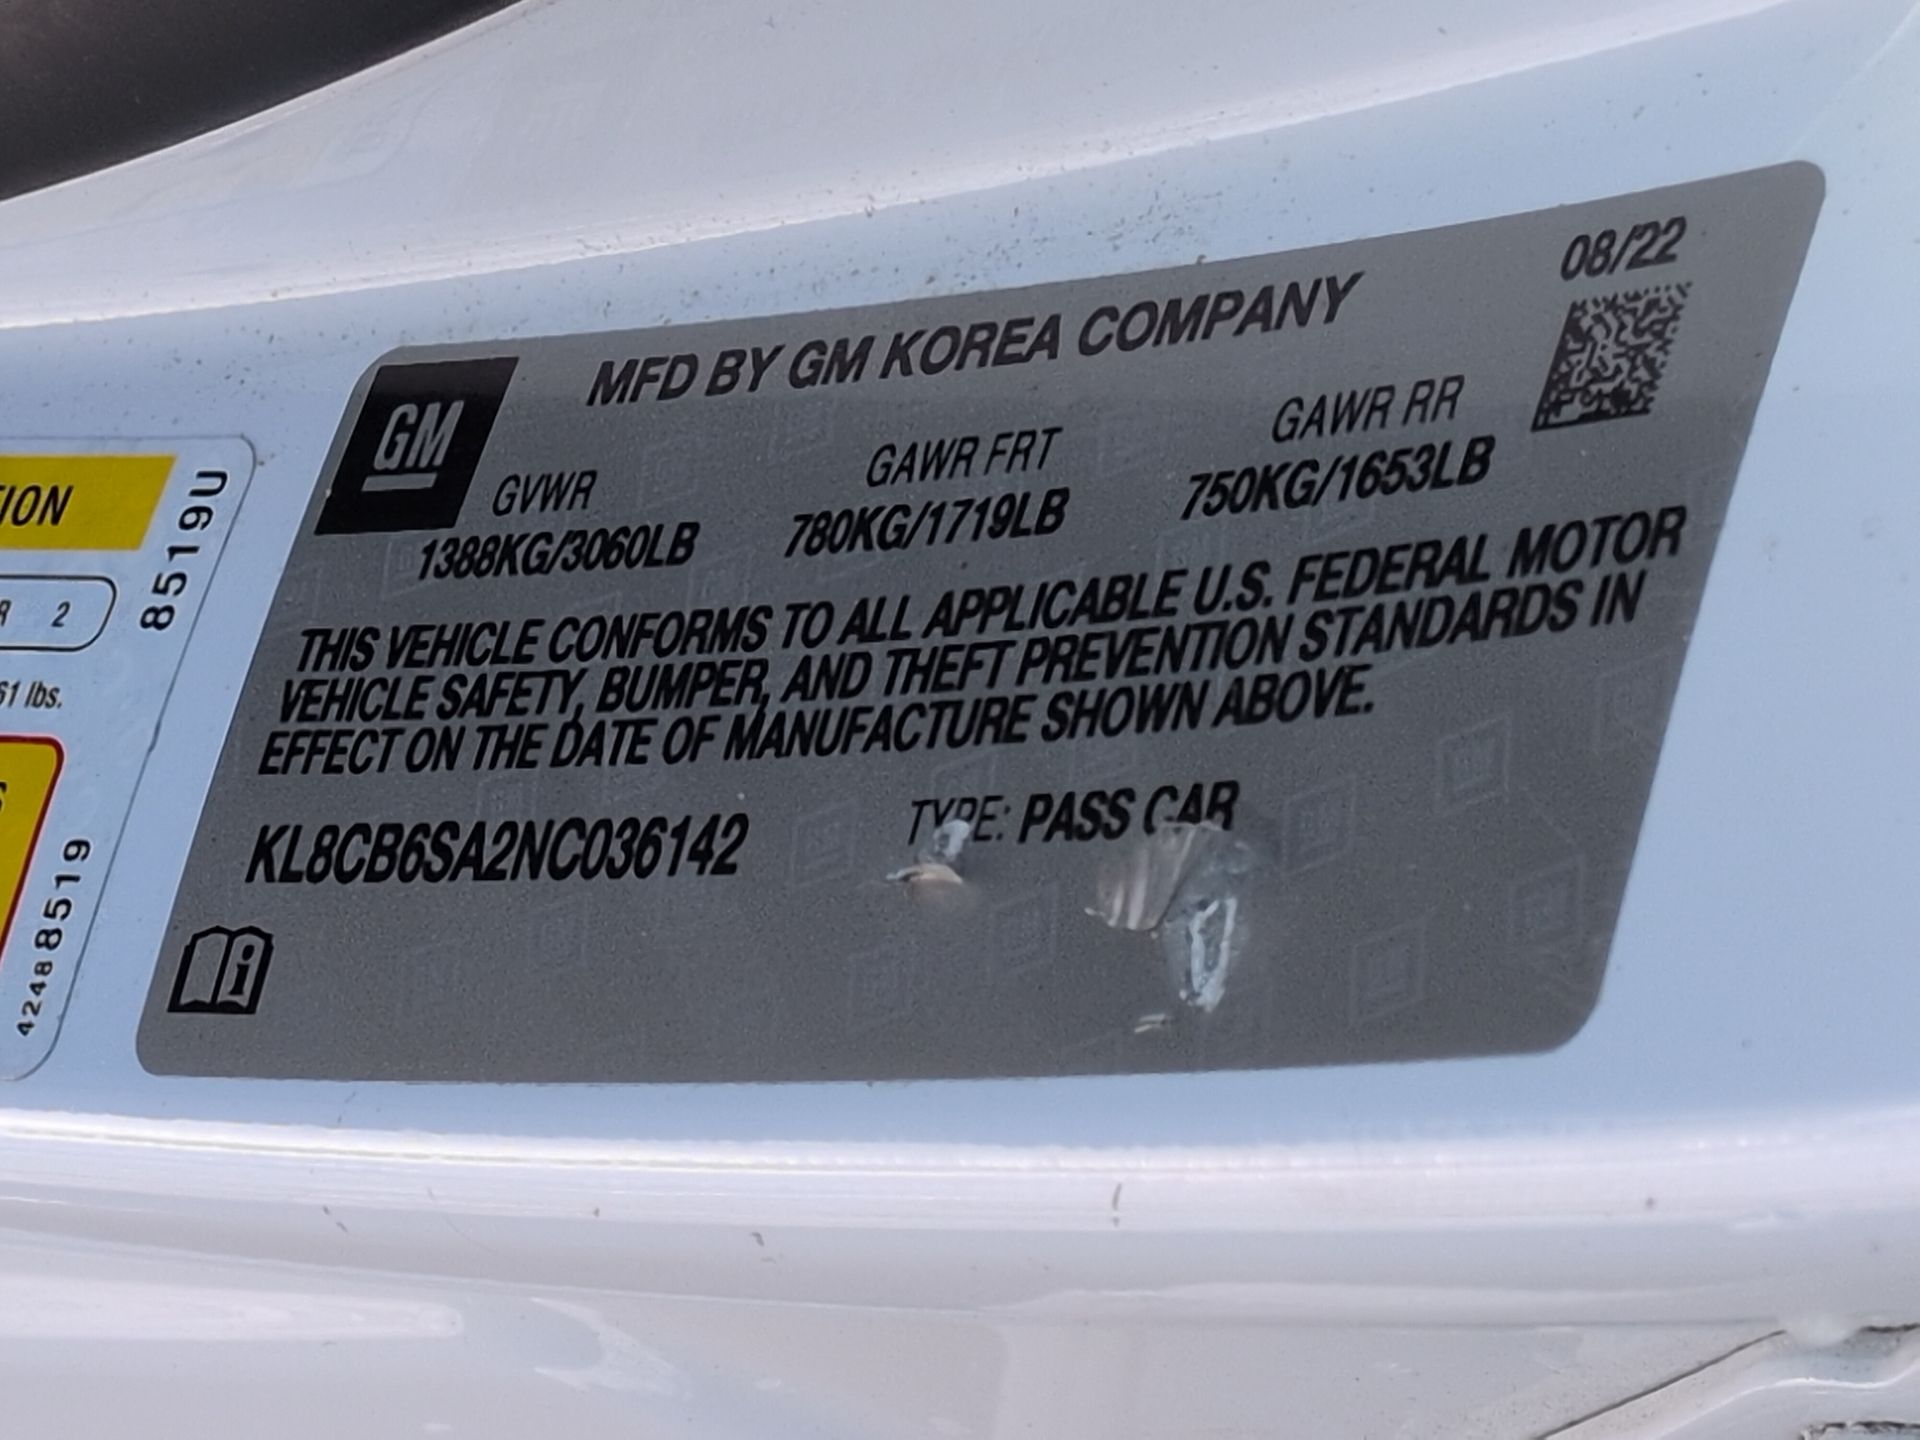 08/22
MFD BY GM KOREA COMPANY
GM
GVWR GAWR FRT GAWR RR
1388KG/3060LB 780KG/1719LB 750KG/1653LB
THIS VEHICLE CONFORMS TO ALL APPLICABLE U.S. FEDERAL MOTOR
VEHICLE SAFETY, BUMPER, AND THEFT PREVENTION STANDARDS IN
EFFECT ON THE DATE OF MANUFACTURE SHOWN ABOVE.
KL8CB6SA2NC036142 TYPE: PASS CAR
i
ION
8519U
R 2
61 lbs.
S
42488519